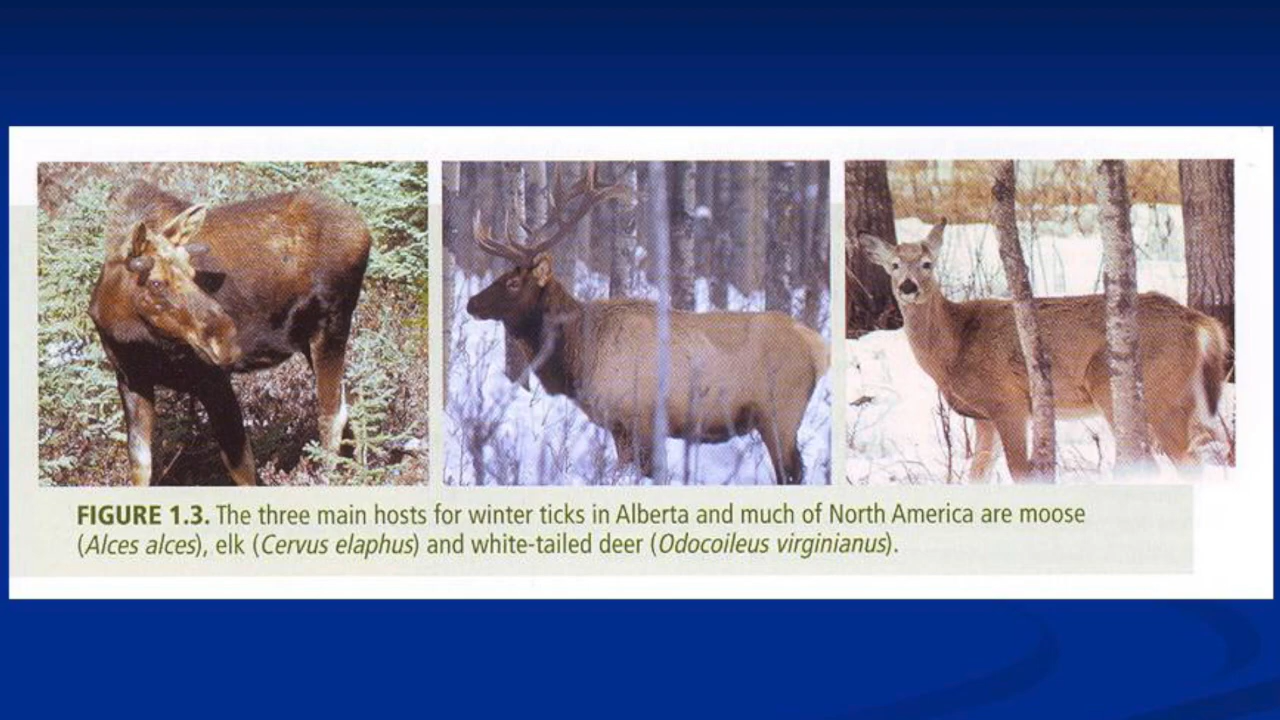 FIGURE 1.3. The three main hosts for winter ticks in Alberta and much of North America are moose
(Alces alces), elk (Cervus elaphus) and white-tailed deer (Odocoileus virginianus).